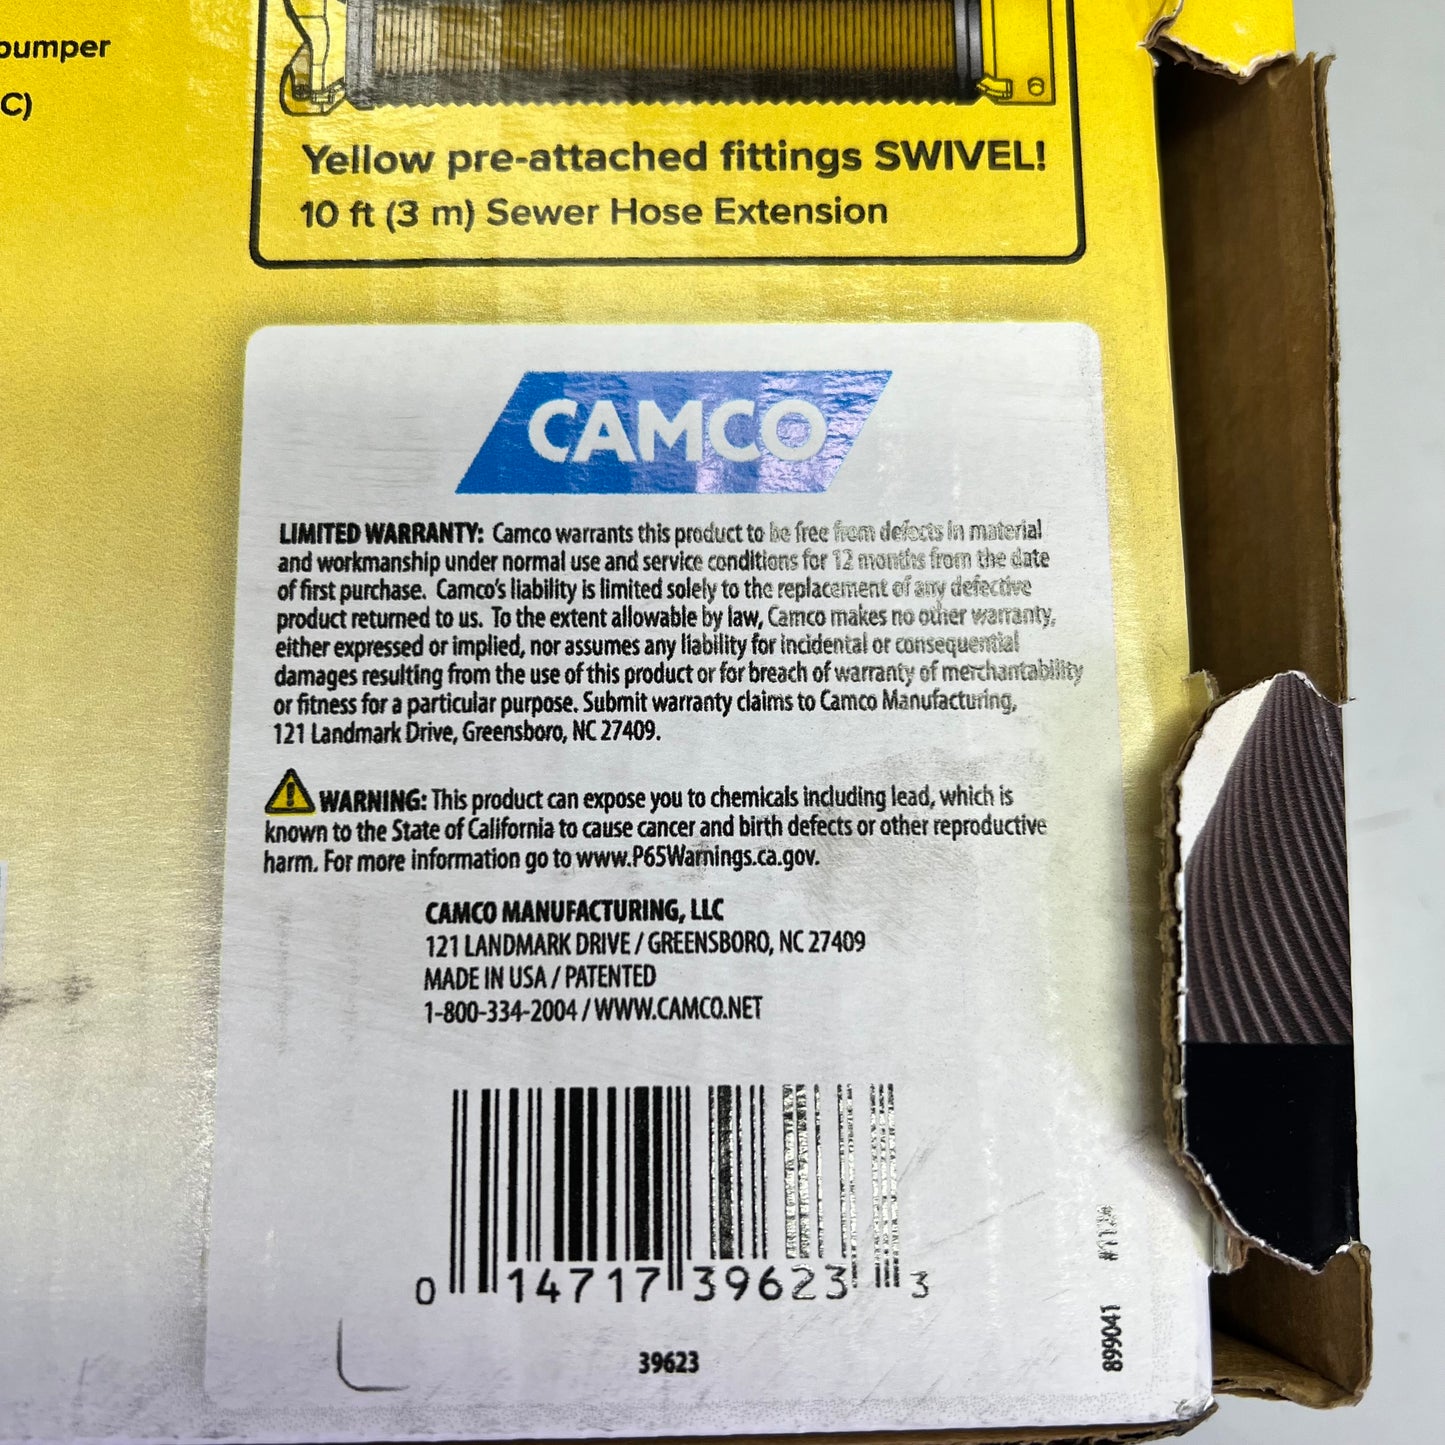 bumper
C)
Yellow pre-attached fittings SWIVEL!
10 ft (3 m) Sewer Hose Extension
CAMCO
LIMITED WARRANTY: Camco warrants this product to be free from defects in material
and workmanship under normal use and service conditions for 12 months from the date
of first purchase. Camco's liability is limited solely to the replacement of any defective
product returned to us. To the extent allowable by law, Camco makes no other warranty,
either expressed or implied, nor assumes any liability for incidental or consequential
damages resulting from the use of this product or for breach of warranty of merchantability
or fitness for a particular purpose. Submit warranty claims to Camco Manufacturing,
121 Landmark Drive, Greensboro, NC 27409.
WARNING: This product can expose you to chemicals including lead, which is
known to the State of California to cause cancer and birth defects or other reproductive
harm. For more information go to www.P65Warnings.ca.gov.
CAMCO MANUFACTURING, LLC
121 LANDMARK DRIVE / GREENSBORO, NC 27409
MADE IN USA / PATENTED
1-800-334-2004 / WWW.CAMCO.NET
0 14717 39623 3
39623
899041